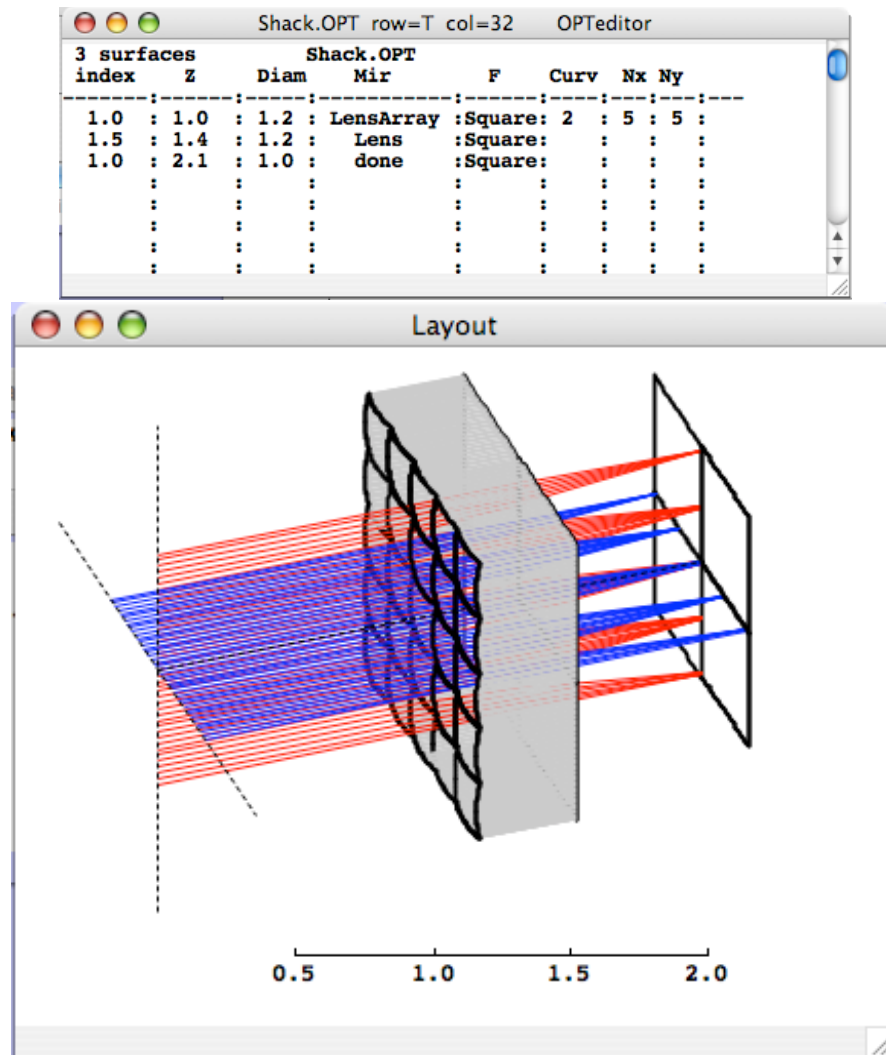 Shack.OPT row=T col=32 OPTeditor
3 surfaces Shack.OPT
index Z Diam Mir F Curv Nx Ny
-------:------:-----:------------:------:----:---:---:---
1.0 : 1.0 : 1.2 : LensArray :Square: 2 : 5 : 5 :
1.5 : 1.4 : 1.2 : Lens :Square: : : :
1.0 : 2.1 : 1.0 : done :Square: : : :
: : : : : : : :
: : : : : : : :
: : : : : : : :
: : : : : : : :
: : : : : : : :
Layout
0.5 1.0 1.5 2.0